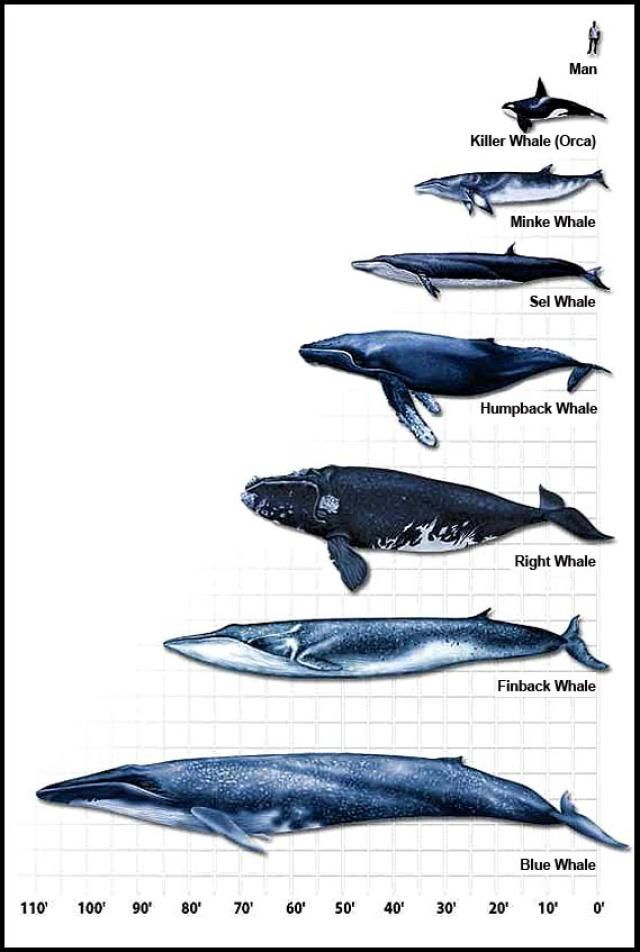 Man
Killer Whale (Orca)
Minke Whale
Sel Whale
Humpback Whale
Right Whale
Finback Whale
Blue Whale
110' 100' 90' 80' 70' 60' 50' 40' 30' 20' 10' 0'